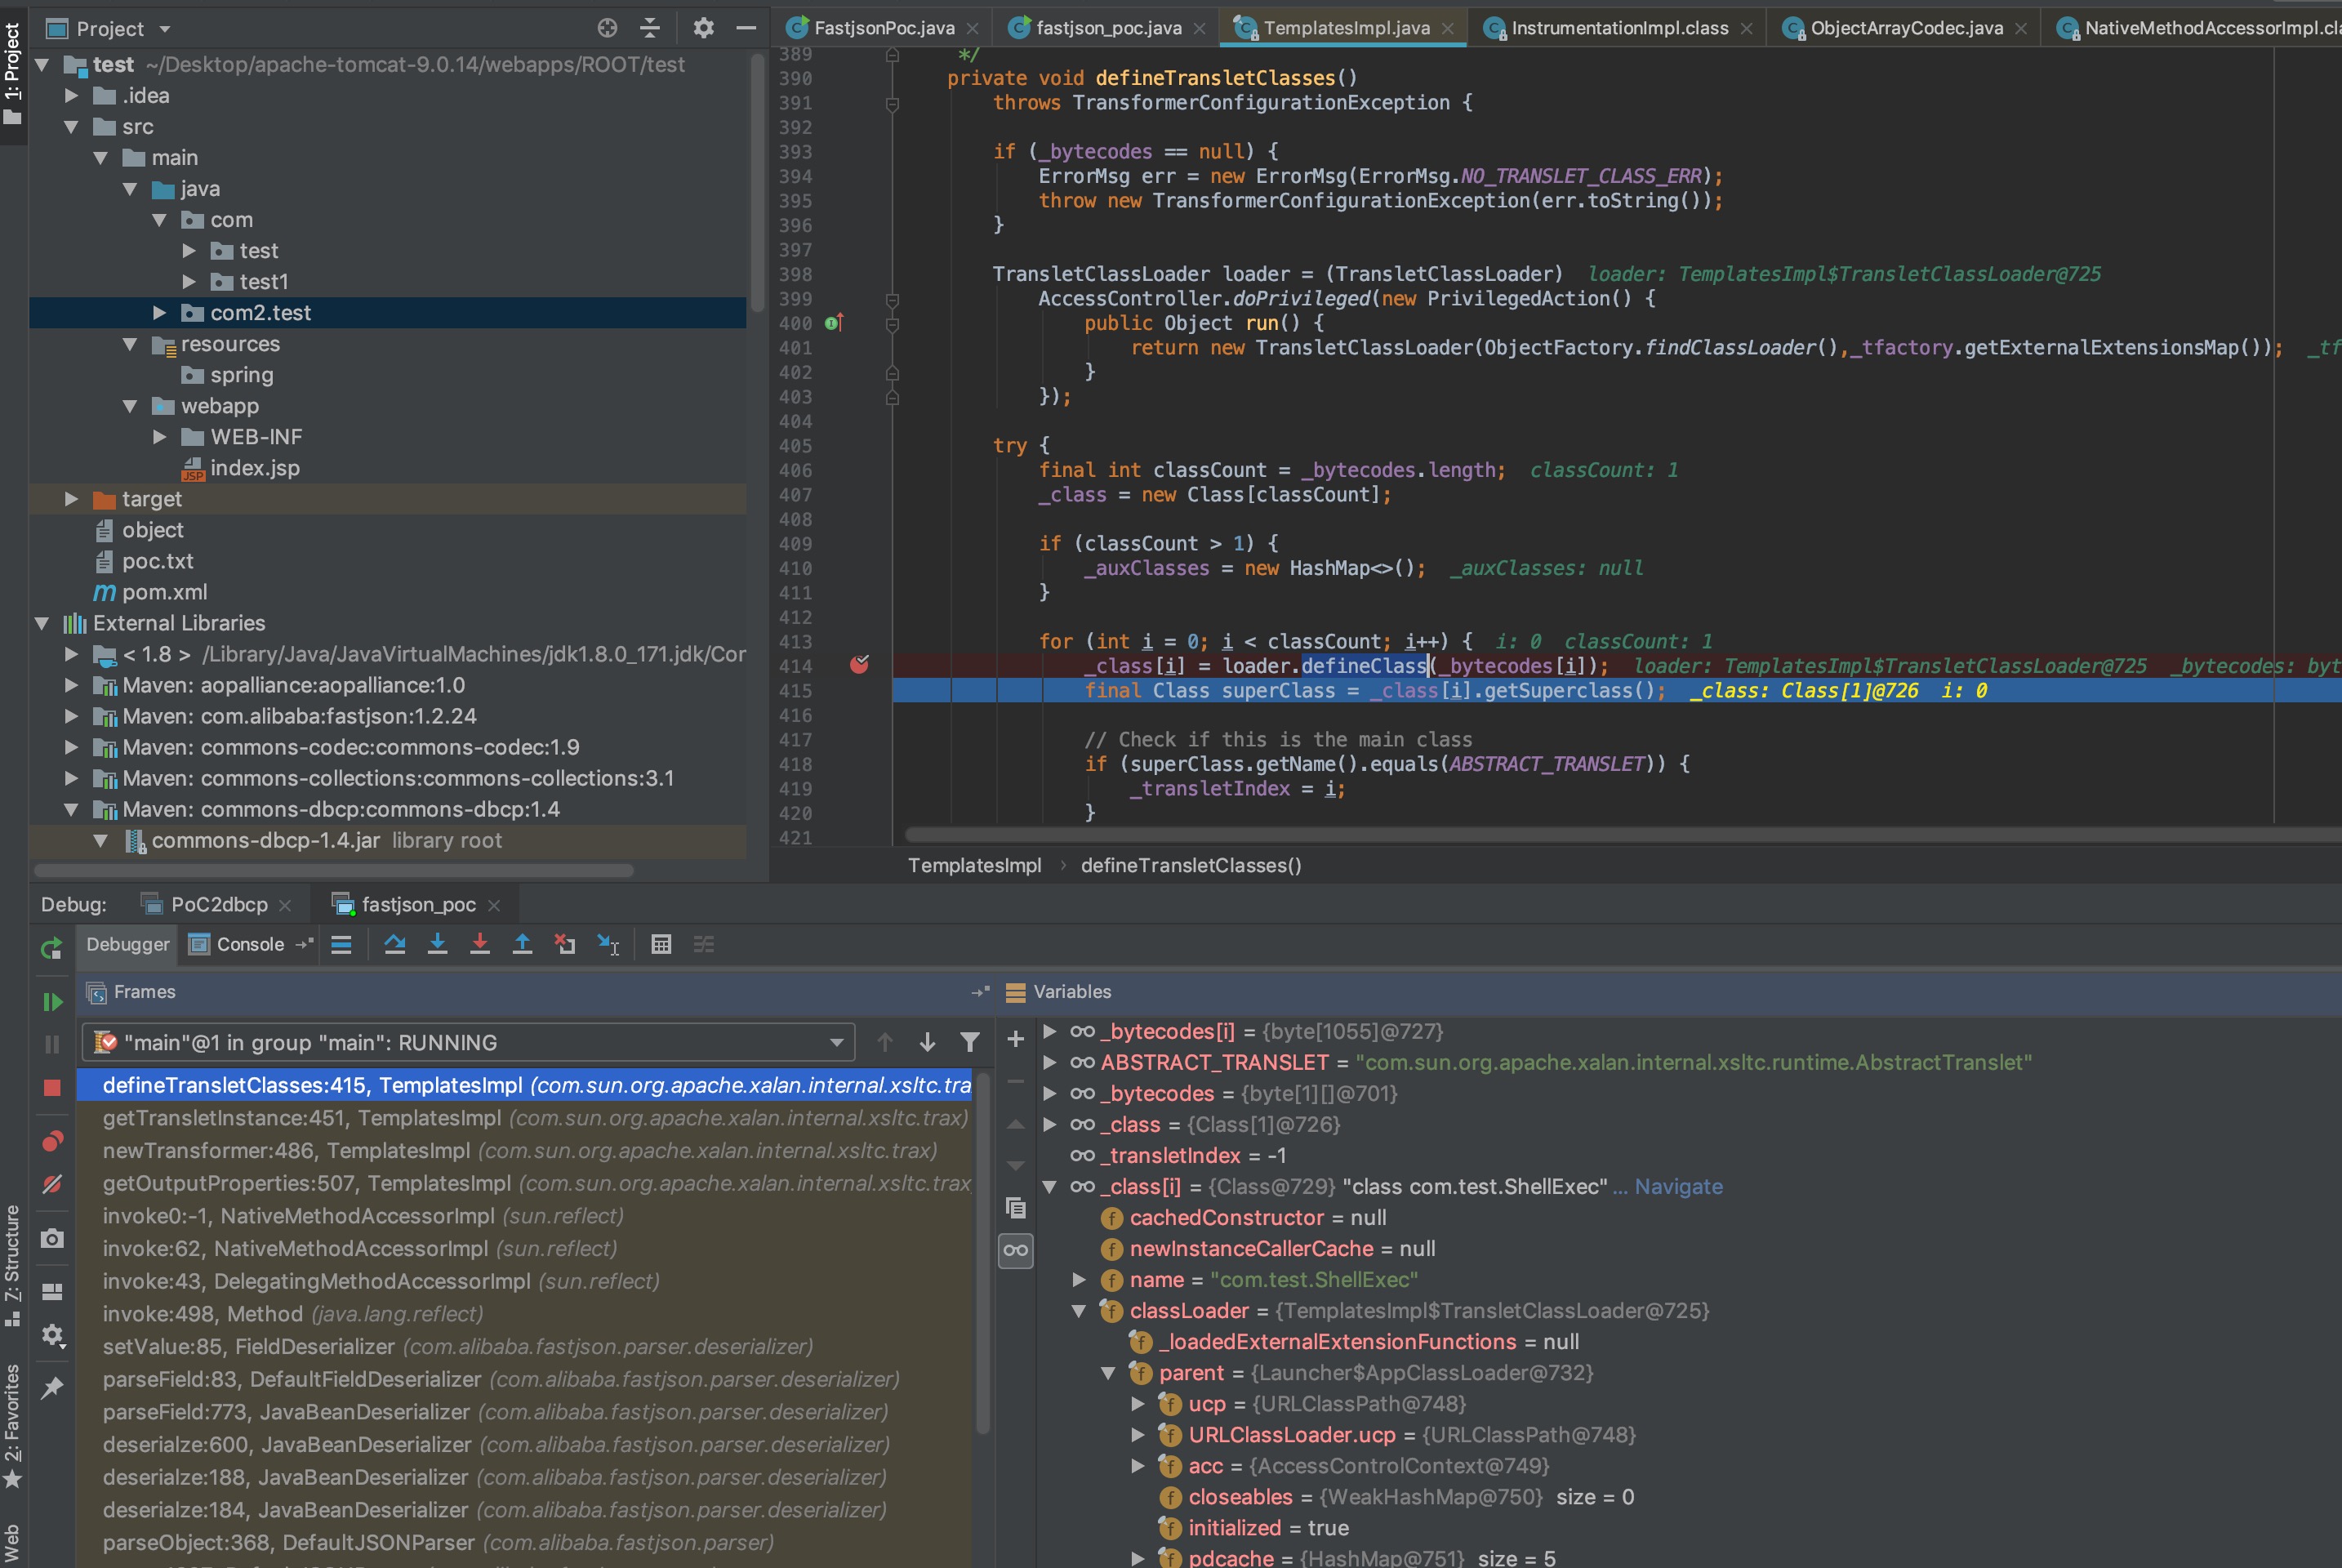 1: Project
7: Structure
2: Favorites
Web
Project
test ~/Desktop/apache-tomcat-9.0.14/webapps/ROOT/test
.idea
src
main
java
com
test
test1
com2.test
resources
spring
webapp
WEB-INF
index.jsp
target
object
poc.txt
pom.xml
External Libraries
< 1.8 > /Library/Java/JavaVirtualMachines/jdk1.8.0_171.jdk/Cor
Maven: aopalliance:aopalliance:1.0
Maven: com.alibaba:fastjson:1.2.24
Maven: commons-codec:commons-codec:1.9
Maven: commons-collections:commons-collections:3.1
Maven: commons-dbcp:commons-dbcp:1.4
commons-dbcp-1.4.jar library root
FastjsonPoc.java fastjson_poc.java TemplatesImpl.java InstrumentationImpl.class ObjectArrayCodec.java NativeMethodAccessorImpl.cl
389 */
390 private void defineTransletClasses()
391 throws TransformerConfigurationException {
392
393 if (_bytecodes == null) {
394 ErrorMsg err = new ErrorMsg(ErrorMsg.NO_TRANSLET_CLASS_ERR);
395 throw new TransformerConfigurationException(err.toString());
396 }
397
398 TransletClassLoader loader = (TransletClassLoader) loader: TemplatesImpl$TransletClassLoader@725
399 AccessController.doPrivileged(new PrivilegedAction() {
400 public Object run() {
401 return new TransletClassLoader(ObjectFactory.findClassLoader(),_tfactory.getExternalExtensionsMap()); _tf
402 }
403 });
404
405 try {
406 final int classCount = _bytecodes.length; classCount: 1
407 _class = new Class[classCount];
408
409 if (classCount > 1) {
410 _auxClasses = new HashMap<>(); _auxClasses: null
411 }
412
413 for (int i = 0; i < classCount; i++) { i: 0 classCount: 1
414 _class[i] = loader.defineClass(_bytecodes[i]); loader: TemplatesImpl$TransletClassLoader@725 _bytecodes: byt
415 final Class superClass = _class[i].getSuperclass(); _class: Class[1]@726 i: 0
416
417 // Check if this is the main class
418 if (superClass.getName().equals(ABSTRACT_TRANSLET)) {
419 _transletIndex = i;
420 }
421
TemplatesImpl › defineTransletClasses()
Debug: PoC2dbcp fastjson_poc
Debugger Console
Frames
"main"@1 in group "main": RUNNING
defineTransletClasses:415, TemplatesImpl (com.sun.org.apache.xalan.internal.xsltc.tra
getTransletInstance:451, TemplatesImpl (com.sun.org.apache.xalan.internal.xsltc.trax)
newTransformer:486, TemplatesImpl (com.sun.org.apache.xalan.internal.xsltc.trax)
getOutputProperties:507, TemplatesImpl (com.sun.org.apache.xalan.internal.xsltc.trax
invoke0:-1, NativeMethodAccessorImpl (sun.reflect)
invoke:62, NativeMethodAccessorImpl (sun.reflect)
invoke:43, DelegatingMethodAccessorImpl (sun.reflect)
invoke:498, Method (java.lang.reflect)
setValue:85, FieldDeserializer (com.alibaba.fastjson.parser.deserializer)
parseField:83, DefaultFieldDeserializer (com.alibaba.fastjson.parser.deserializer)
parseField:773, JavaBeanDeserializer (com.alibaba.fastjson.parser.deserializer)
deserialze:600, JavaBeanDeserializer (com.alibaba.fastjson.parser.deserializer)
deserialze:188, JavaBeanDeserializer (com.alibaba.fastjson.parser.deserializer)
deserialze:184, JavaBeanDeserializer (com.alibaba.fastjson.parser.deserializer)
parseObject:368, DefaultJSONParser (com.alibaba.fastjson.parser)
Variables
_bytecodes[i] = {byte[1055]@727}
ABSTRACT_TRANSLET = "com.sun.org.apache.xalan.internal.xsltc.runtime.AbstractTranslet"
_bytecodes = {byte[1][]@701}
_class = {Class[1]@726}
_transletIndex = -1
_class[i] = {Class@729} "class com.test.ShellExec" ... Navigate
cachedConstructor = null
newInstanceCallerCache = null
name = "com.test.ShellExec"
classLoader = {TemplatesImpl$TransletClassLoader@725}
_loadedExternalExtensionFunctions = null
parent = {Launcher$AppClassLoader@732}
ucp = {URLClassPath@748}
URLClassLoader.ucp = {URLClassPath@748}
acc = {AccessControlContext@749}
closeables = {WeakHashMap@750} size = 0
initialized = true
pdcache = {HashMap@751} size = 5